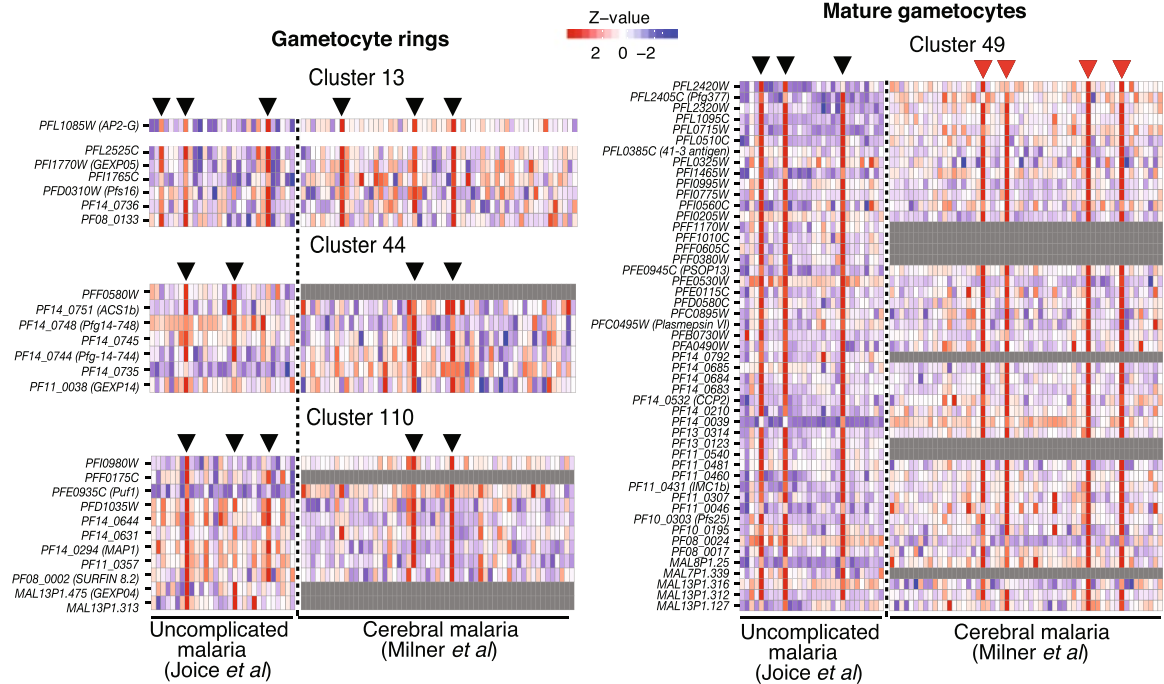 Gametocyte rings
Z-value
2 0 −2
Mature gametocytes
Cluster 13
PFL1085W (AP2-G)
PFL2525C
PFI1770W (GEXP05)
PFI1765C
PFD0310W (Pfs16)
PF14_0736
PF08_0133
Cluster 44
PFF0580W
PF14_0751 (ACS1b)
PF14_0748 (Pfg14-748)
PF14_0745
PF14_0744 (Pfg-14-744)
PF14_0735
PF11_0038 (GEXP14)
Cluster 110
PFI0980W
PFF0175C
PFE0935C (Puf1)
PFD1035W
PF14_0644
PF14_0631
PF14_0294 (MAP1)
PF11_0357
PF08_0002 (SURFIN 8.2)
MAL13P1.475 (GEXP04)
MAL13P1.313
Uncomplicated
malaria
(Joice et al)
Cerebral malaria
(Milner et al)
Cluster 49
PFL2420W
PFL2405C (Pfg377)
PFL2320W
PFL1095C
PFL0715W
PFL0510C
PFL0385C (41-3 antigen)
PFL0325W
PFI1465W
PFI0995W
PFI0775W
PFI0560C
PFI0205W
PFF1170W
PFF1010C
PFF0605C
PFF0380W
PFE0945C (PSOP13)
PFE0530W
PFE0115C
PFD0580C
PFC0895W
PFC0495W (Plasmepsin VI)
PFB0730W
PFA0490W
PF14_0792
PF14_0685
PF14_0684
PF14_0683
PF14_0532 (CCP2)
PF14_0210
PF14_0039
PF13_0314
PF13_0123
PF11_0540
PF11_0481
PF11_0460
PF11_0431 (IMC1b)
PF11_0307
PF11_0046
PF10_0303 (Pfs25)
PF10_0195
PF08_0024
PF08_0017
MAL8P1.25
MAL7P1.339
MAL13P1.316
MAL13P1.312
MAL13P1.127
Uncomplicated
malaria
(Joice et al)
Cerebral malaria
(Milner et al)